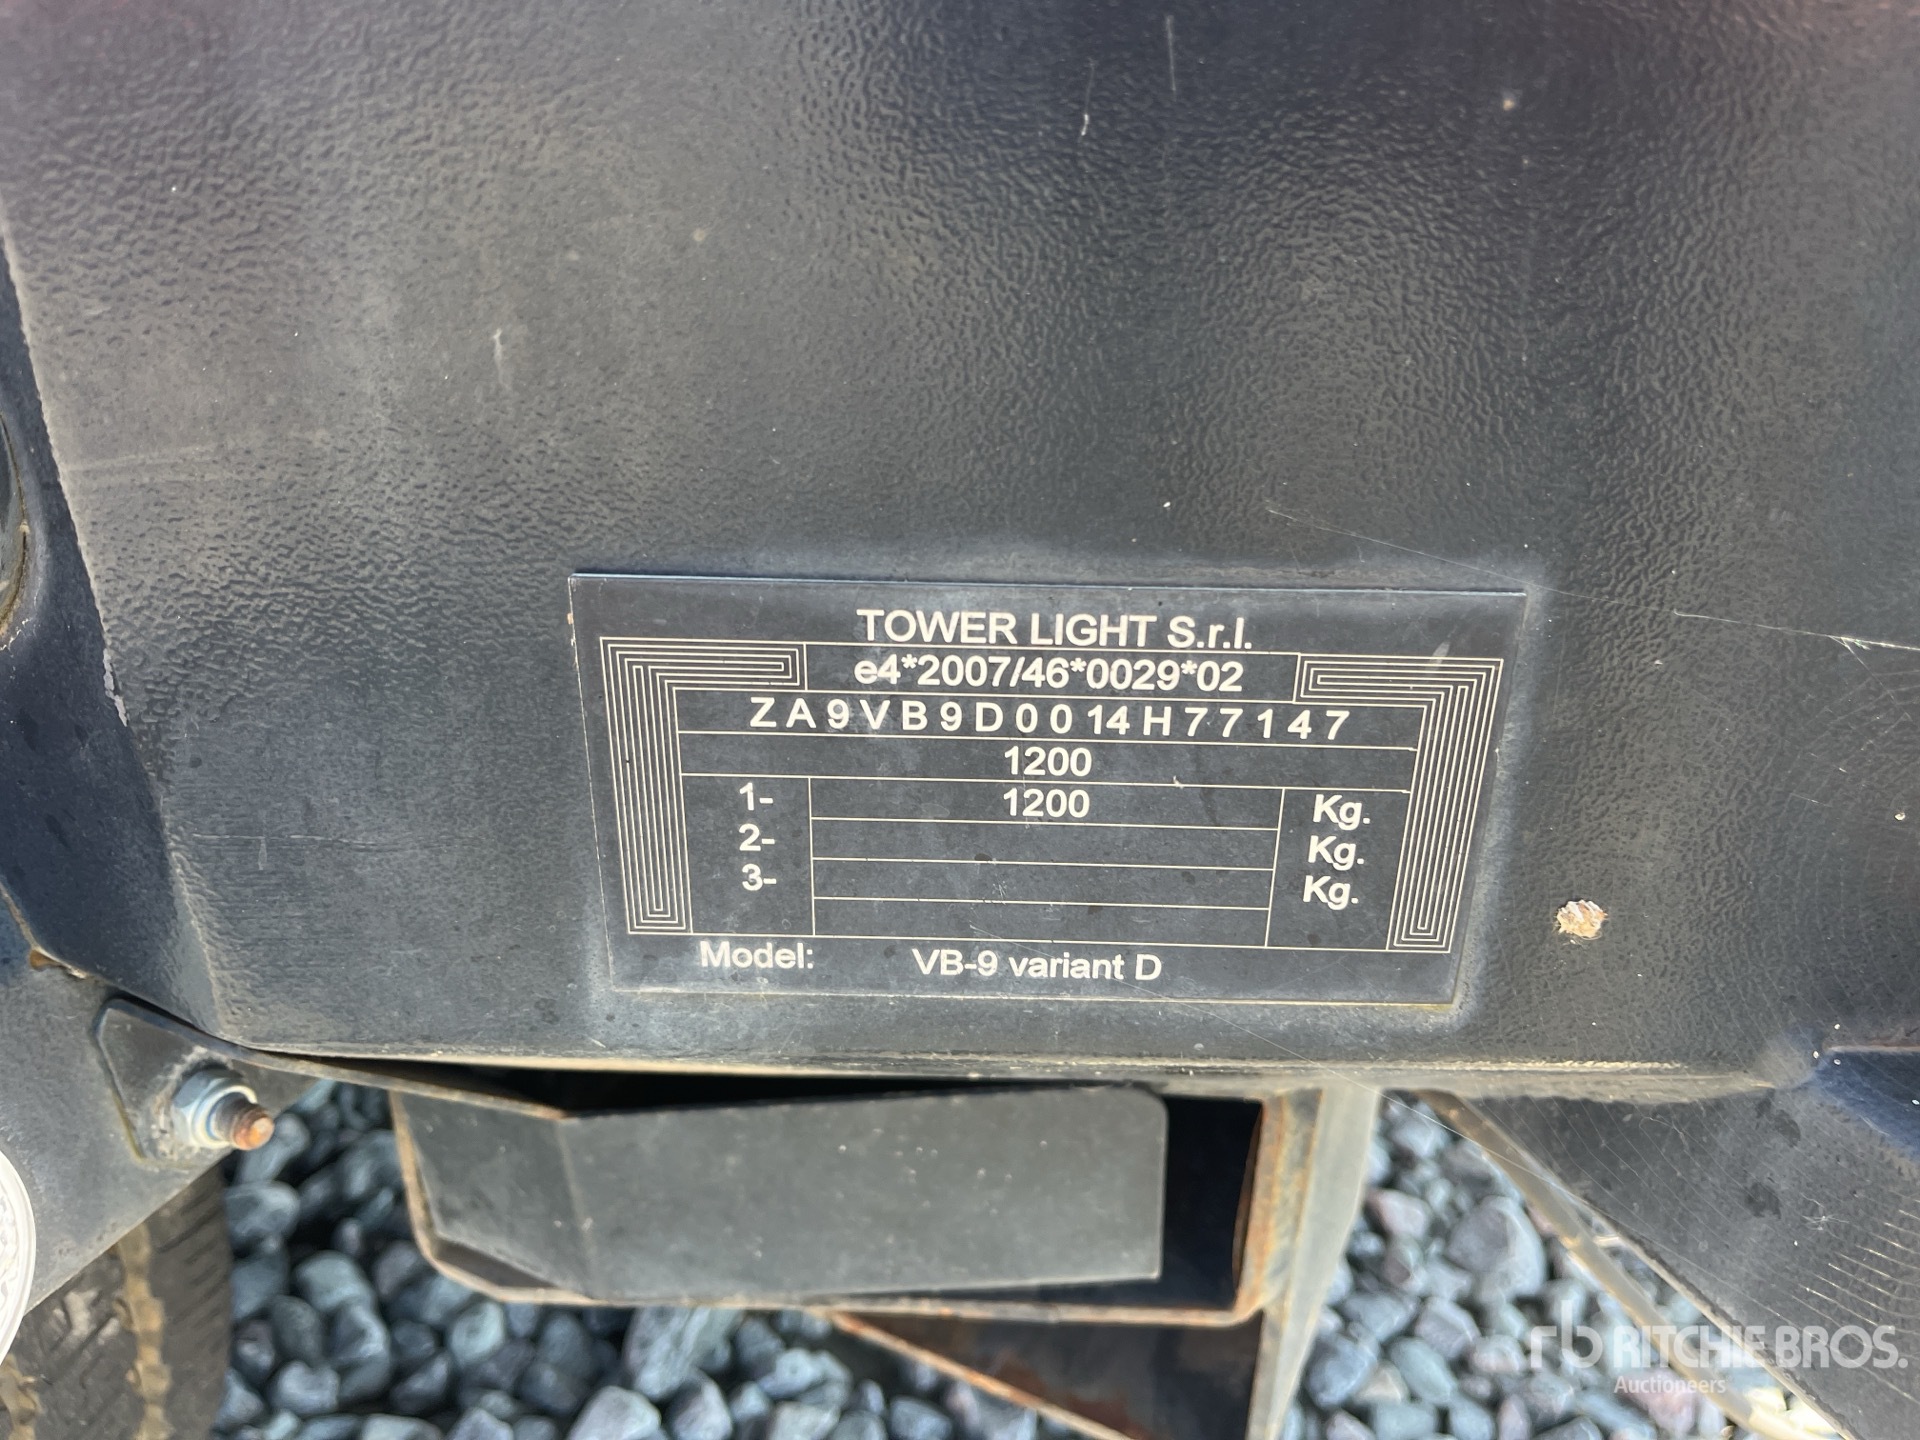 TOWER LIGHT S.r.l.
e4*2007/46*0029*02
ZA9VB9D0014H77147
1200
1- 1200 Kg.
2- Kg.
3- Kg.
Model: VB-9 variant D
rb RITCHIE BROS.
Auctioneers